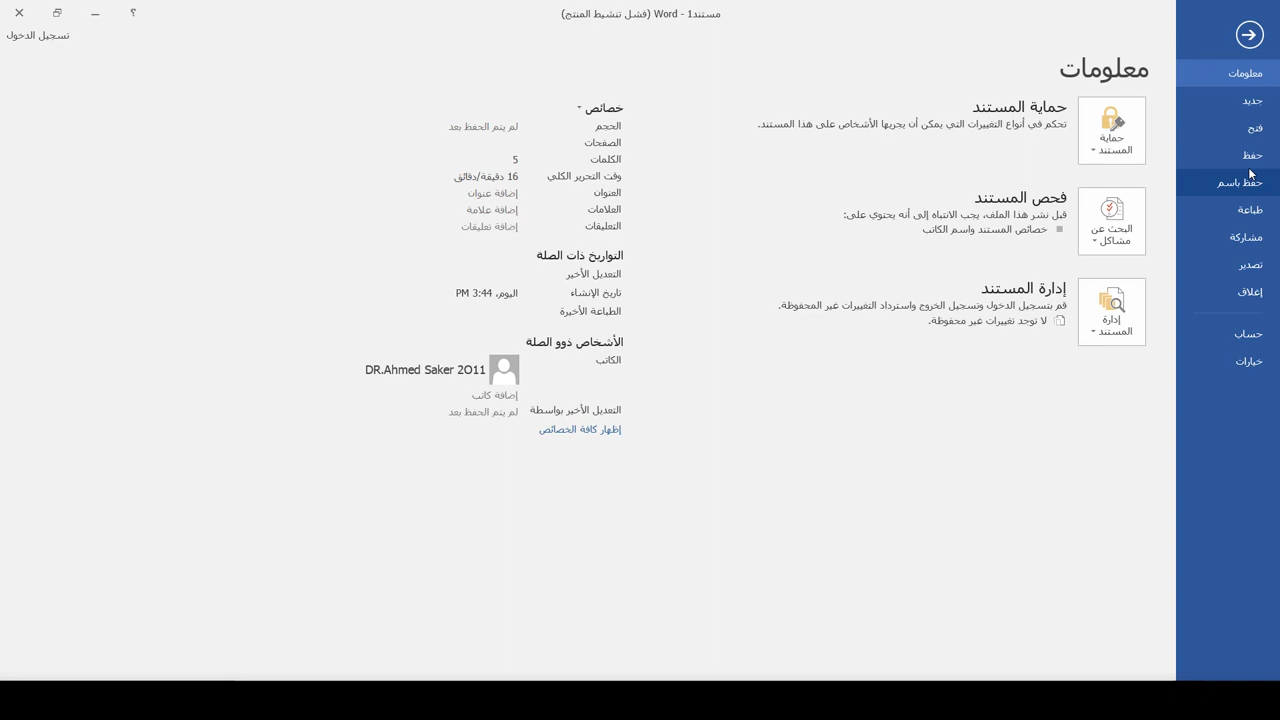 مستند1 - Word (فشل تنشيط المنتج)
؟
تسجيل الدخول
معلومات
جديد
فتح
حفظ
حفظ باسم
طباعة
مشاركة
تصدير
إغلاق
حساب
خيارات
معلومات
حماية المستند
حماية المستند
تحكم في أنواع التغييرات التي يمكن أن يجريها الأشخاص على هذا المستند.
البحث عن مشاكل
فحص المستند
قبل نشر هذا الملف، يجب الانتباه إلى أنه يحتوي على:
خصائص المستند واسم الكاتب
إدارة المستند
إدارة المستند
قم بتسجيل الدخول وتسجيل الخروج واسترداد التغييرات غير المحفوظة.
لا توجد تغييرات غير محفوظة.
خصائص
الحجم لم يتم الحفظ بعد
الصفحات
الكلمات 5
وقت التحرير الكلي 16 دقيقة/دقائق
العنوان إضافة عنوان
العلامات إضافة علامة
التعليقات إضافة تعليقات
التواريخ ذات الصلة
التعديل الأخير
تاريخ الإنشاء اليوم، 3:44 PM
الطباعة الأخيرة
الأشخاص ذوو الصلة
الكاتب
DR.Ahmed Saker 2O11
إضافة كاتب
التعديل الأخير بواسطة لم يتم الحفظ بعد
إظهار كافة الخصائص